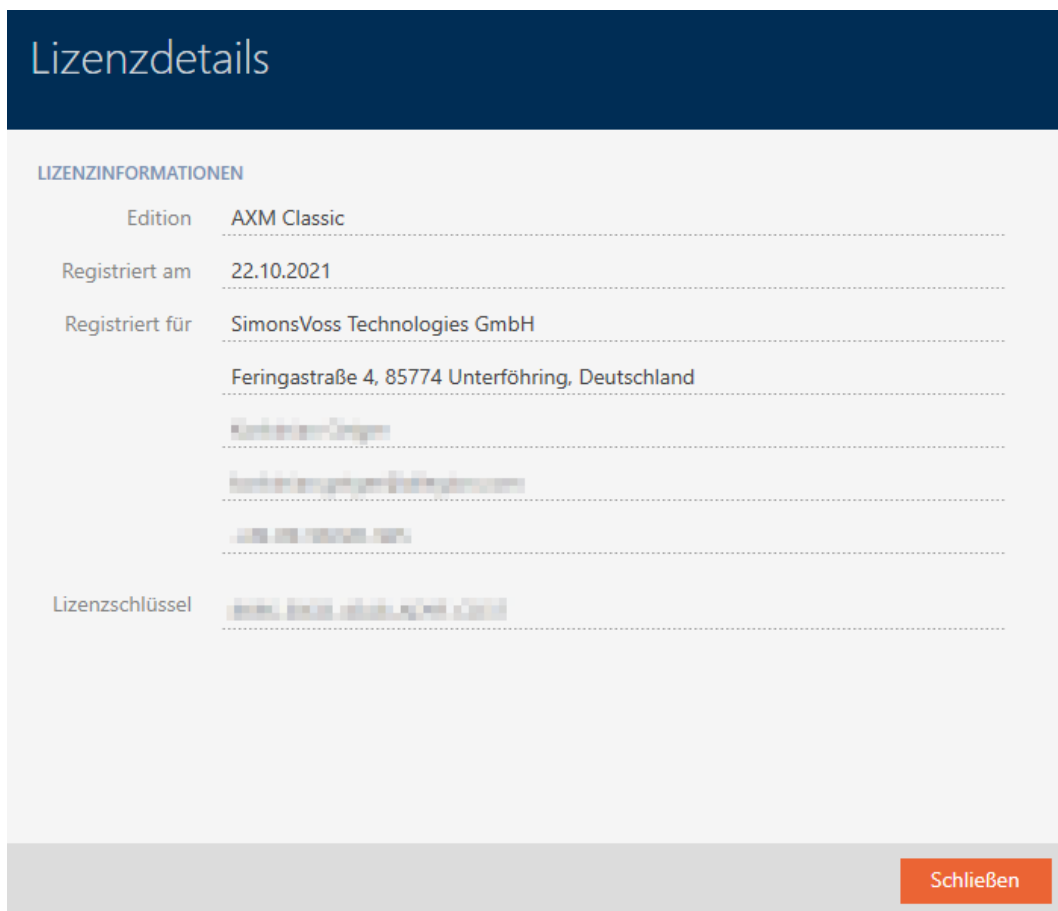 Lizenzdetails
LIZENZINFORMATIONEN
Edition AXM Classic
Registriert am 22.10.2021
Registriert für SimonsVoss Technologies GmbH
Feringastraße 4, 85774 Unterföhring, Deutschland
Lizenzschlüssel
Schließen